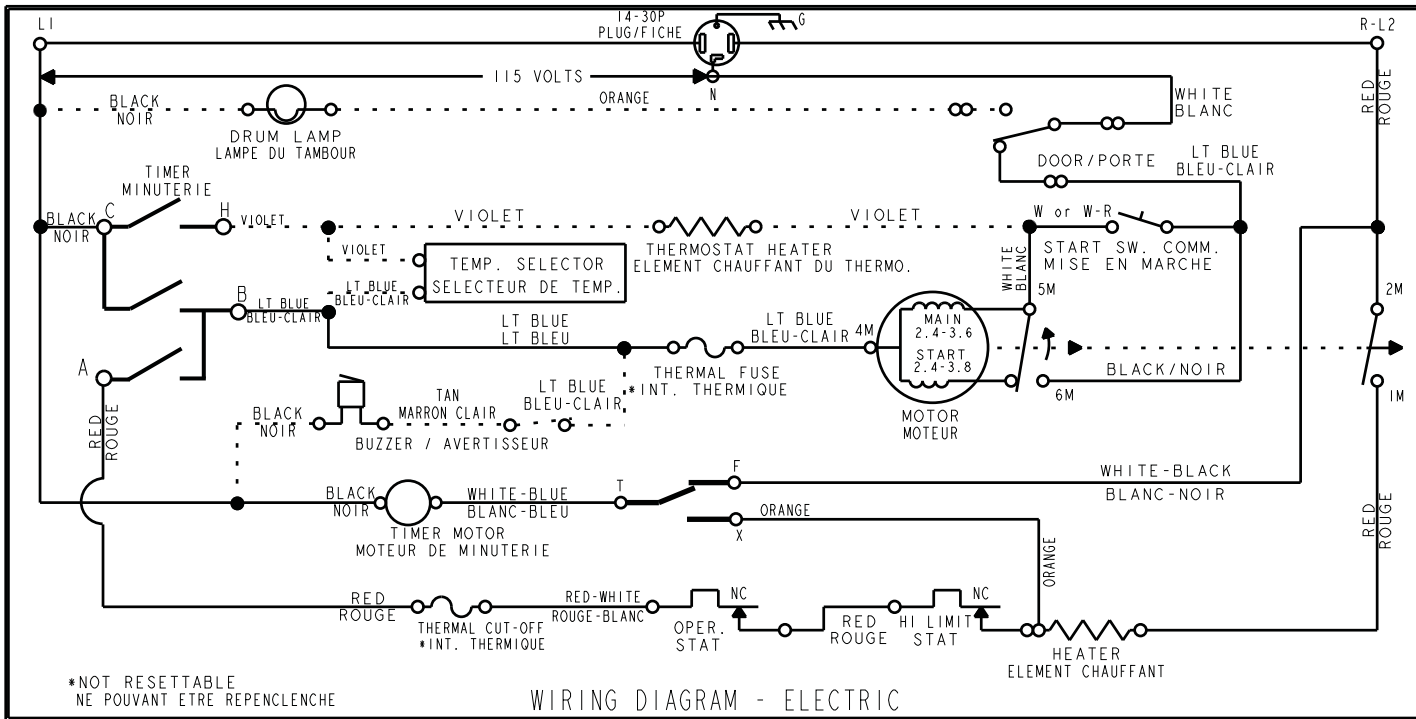 L1
14-30P
PLUG/FICHE
G
R-L2
115 VOLTS
N
BLACK
NOIR
ORANGE
WHITE
BLANC
RED
ROUGE
DRUM LAMP
LAMPE DU TAMBOUR
DOOR/PORTE
LT BLUE
BLEU-CLAIR
TIMER
MINUTERIE
BLACK
NOIR
C
H
VIOLET
VIOLET
VIOLET
W or W-R
THERMOSTAT HEATER
ELEMENT CHAUFFANT DU THERMO.
START SW. COMM.
MISE EN MARCHE
VIOLET
TEMP. SELECTOR
SELECTEUR DE TEMP.
LT BLUE
BLEU-CLAIR
WHITE
BLANC
B
LT BLUE
BLEU-CLAIR
5M
2M
LT BLUE
LT BLEU
LT BLUE
BLEU-CLAIR
4M
MAIN
2.4-3.6
START
2.4-3.8
A
THERMAL FUSE
*INT. THERMIQUE
BLACK/NOIR
6M
1M
MOTOR
MOTEUR
RED
ROUGE
BLACK
NOIR
TAN
MARRON CLAIR
LT BLUE
BLEU-CLAIR
BUZZER / AVERTISSEUR
WHITE-BLACK
BLANC-NOIR
BLACK
NOIR
WHITE-BLUE
BLANC-BLEU
T
F
TIMER MOTOR
MOTEUR DE MINUTERIE
ORANGE
X
RED
ROUGE
ORANGE
RED
ROUGE
RED-WHITE
ROUGE-BLANC
NC
NC
THERMAL CUT-OFF
*INT. THERMIQUE
OPER.
STAT
RED
ROUGE
HI LIMIT
STAT
HEATER
ELEMENT CHAUFFANT
*NOT RESETTABLE
NE POUVANT ETRE REPENCLENCHE
WIRING DIAGRAM - ELECTRIC